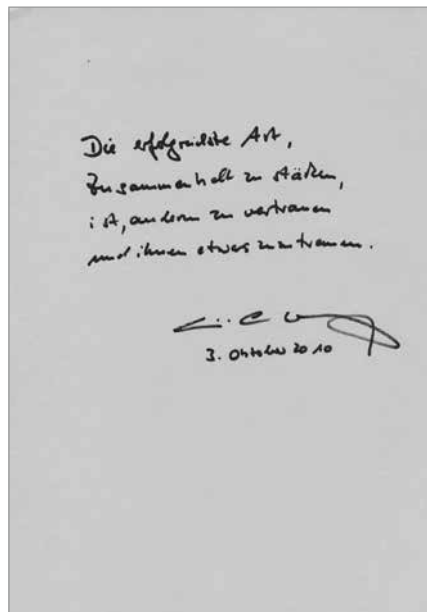 Die erfolgreichste Art,
Zusammenhalt zu stärken,
ist, anderen zu vertrauen
und ihnen etwas zuzutrauen.
3. Oktober 2010